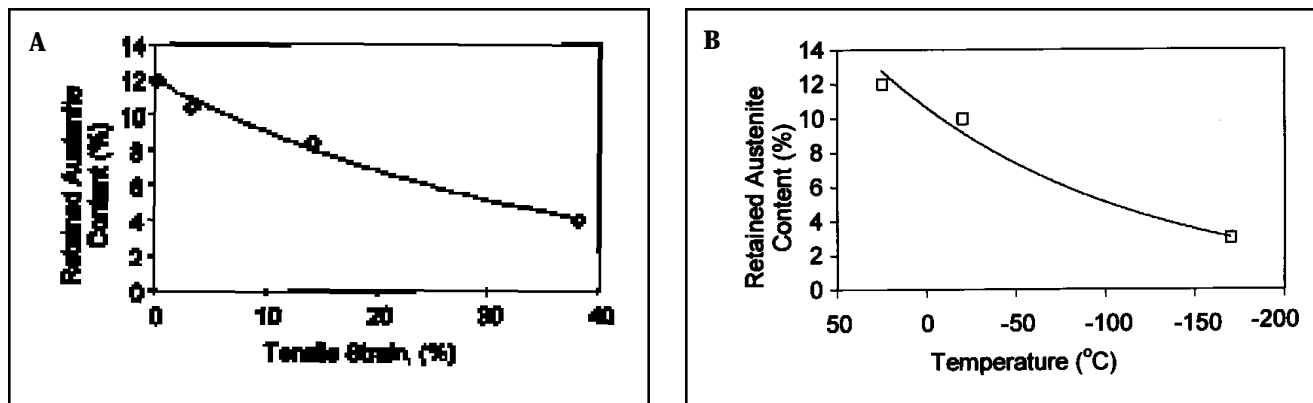 A
14
12
10
8
6
4
2
0
0 10 20 30 40
Retained Austenite
Content (%)
Tensile Strain, (%)
B
14
12
10
8
6
4
2
0
50 0 -50 -100 -150 -200
Retained Austenite
Content (%)
Temperature (°C)